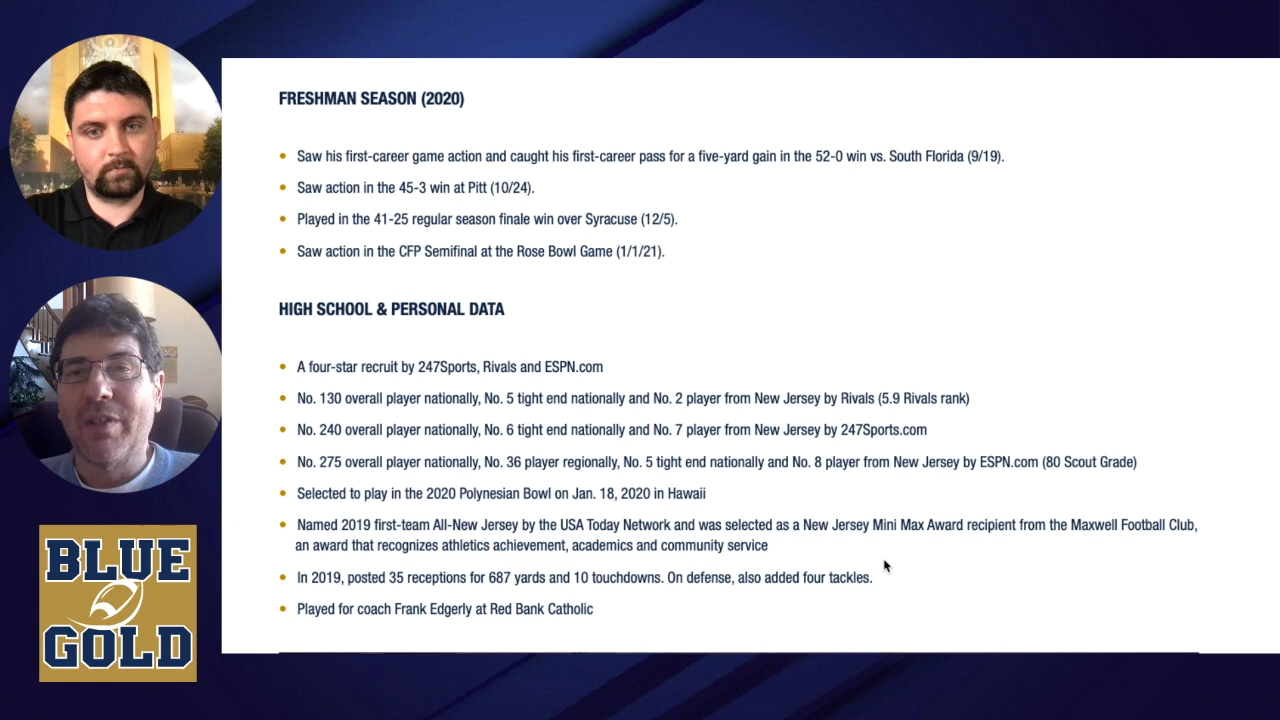 FRESHMAN SEASON (2020)
Saw his first-career game action and caught his first-career pass for a five-yard gain in the 52-0 win vs. South Florida (9/19).
Saw action in the 45-3 win at Pitt (10/24).
Played in the 41-25 regular season finale win over Syracuse (12/5).
Saw action in the CFP Semifinal at the Rose Bowl Game (1/1/21).
HIGH SCHOOL & PERSONAL DATA
A four-star recruit by 247Sports, Rivals and ESPN.com
No. 130 overall player nationally, No. 5 tight end nationally and No. 2 player from New Jersey by Rivals (5.9 Rivals rank)
No. 240 overall player nationally, No. 6 tight end nationally and No. 7 player from New Jersey by 247Sports.com
No. 275 overall player nationally, No. 36 player regionally, No. 5 tight end nationally and No. 8 player from New Jersey by ESPN.com (80 Scout Grade)
Selected to play in the 2020 Polynesian Bowl on Jan. 18, 2020 in Hawaii
Named 2019 first-team All-New Jersey by the USA Today Network and was selected as a New Jersey Mini Max Award recipient from the Maxwell Football Club,
an award that recognizes athletics achievement, academics and community service
In 2019, posted 35 receptions for 687 yards and 10 touchdowns. On defense, also added four tackles.
Played for coach Frank Edgerly at Red Bank Catholic
BLUE
GOLD